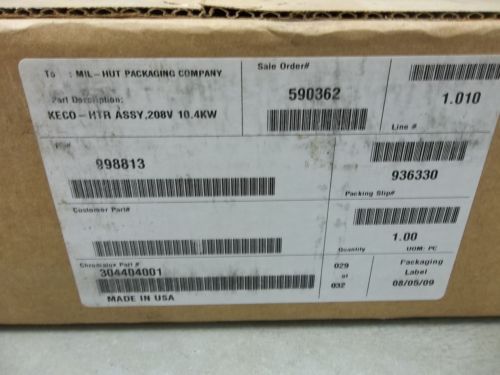 To : MIL-HUT PACKAGING COMPANY
Part Description:
KECO-HTR ASSY,208V 10.4KW
Sale Order#
590362
1.010
Line #
998813
936330
Packing Slip#
Customer Part#
1.00
Quantity UOM: PC
Chromalox Part #
304404001
MADE IN USA
029
of
032
Packaging
Label
08/05/09